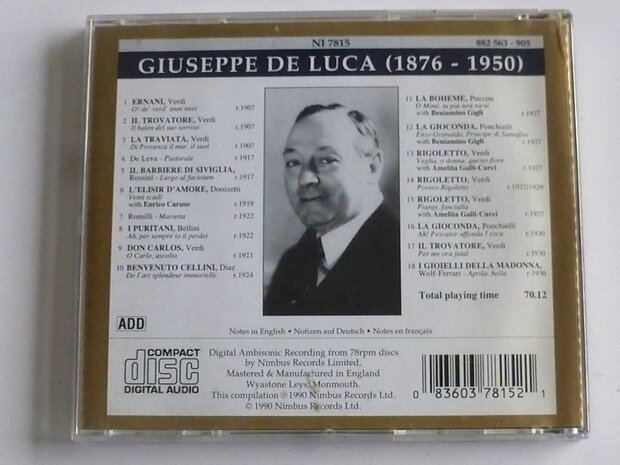 NI 7815
882 563 - 905
GIUSEPPE DE LUCA (1876 - 1950)
1 ERNANI, Verdi
O! de' verd' anni miei r.1907
2 IL TROVATORE, Verdi
Il balen del suo sorriso r.1907
3 LA TRAVIATA, Verdi
Di Provenza il mar, il suol r.1907
4 De Leva - Pastorale r.1917
5 IL BARBIERE DI SIVIGLIA,
Rossini - Largo al factotum r.1917
6 L'ELISIR D'AMORE, Donizetti
Venti scudi
with Enrico Caruso r.1919
7 Romilli - Marietta r.1922
8 I PURITANI, Bellini
Ah, per sempre io ti perdei r.1922
9 DON CARLOS, Verdi
O Carlo, ascolta r.1921
10 BENVENUTO CELLINI, Diaz
De l'art splendeur immortelle r.1924
11 LA BOHEME, Puccini
O Mimi, tu più non torni
with Beniamino Gigli r.1927
12 LA GIOCONDA, Ponchielli
Enzo Grimaldo, Principe di Santafior
with Beniamino Gigli r.1927
13 RIGOLETTO, Verdi
Veglia, o donna, questo fiore
with Amelita Galli-Curci r.1927
14 RIGOLETTO, Verdi
Povero Rigoletto r.1927/1929
15 RIGOLETTO, Verdi
Piangi, fanciulla
with Amelita Galli-Curci r.1927
16 LA GIOCONDA, Ponchielli
Ah! Pescator affonda l'esca r.1930
17 IL TROVATORE, Verdi
Per me ora fatal r.1930
18 I GIOIELLI DELLA MADONNA,
Wolf-Ferrari - Aprila, bella r.1930
Total playing time 70.12
ADD
Notes in English • Notizen auf Deutsch • Notes en français
COMPACT
disc
DIGITAL AUDIO
Digital Ambisonic Recording from 78rpm discs
by Nimbus Records Limited,
Mastered & Manufactured in England
Wyastone Leys, Monmouth.
This compilation ℗ 1990 Nimbus Records Ltd.
© 1990 Nimbus Records Ltd.
0 83603 78152 1